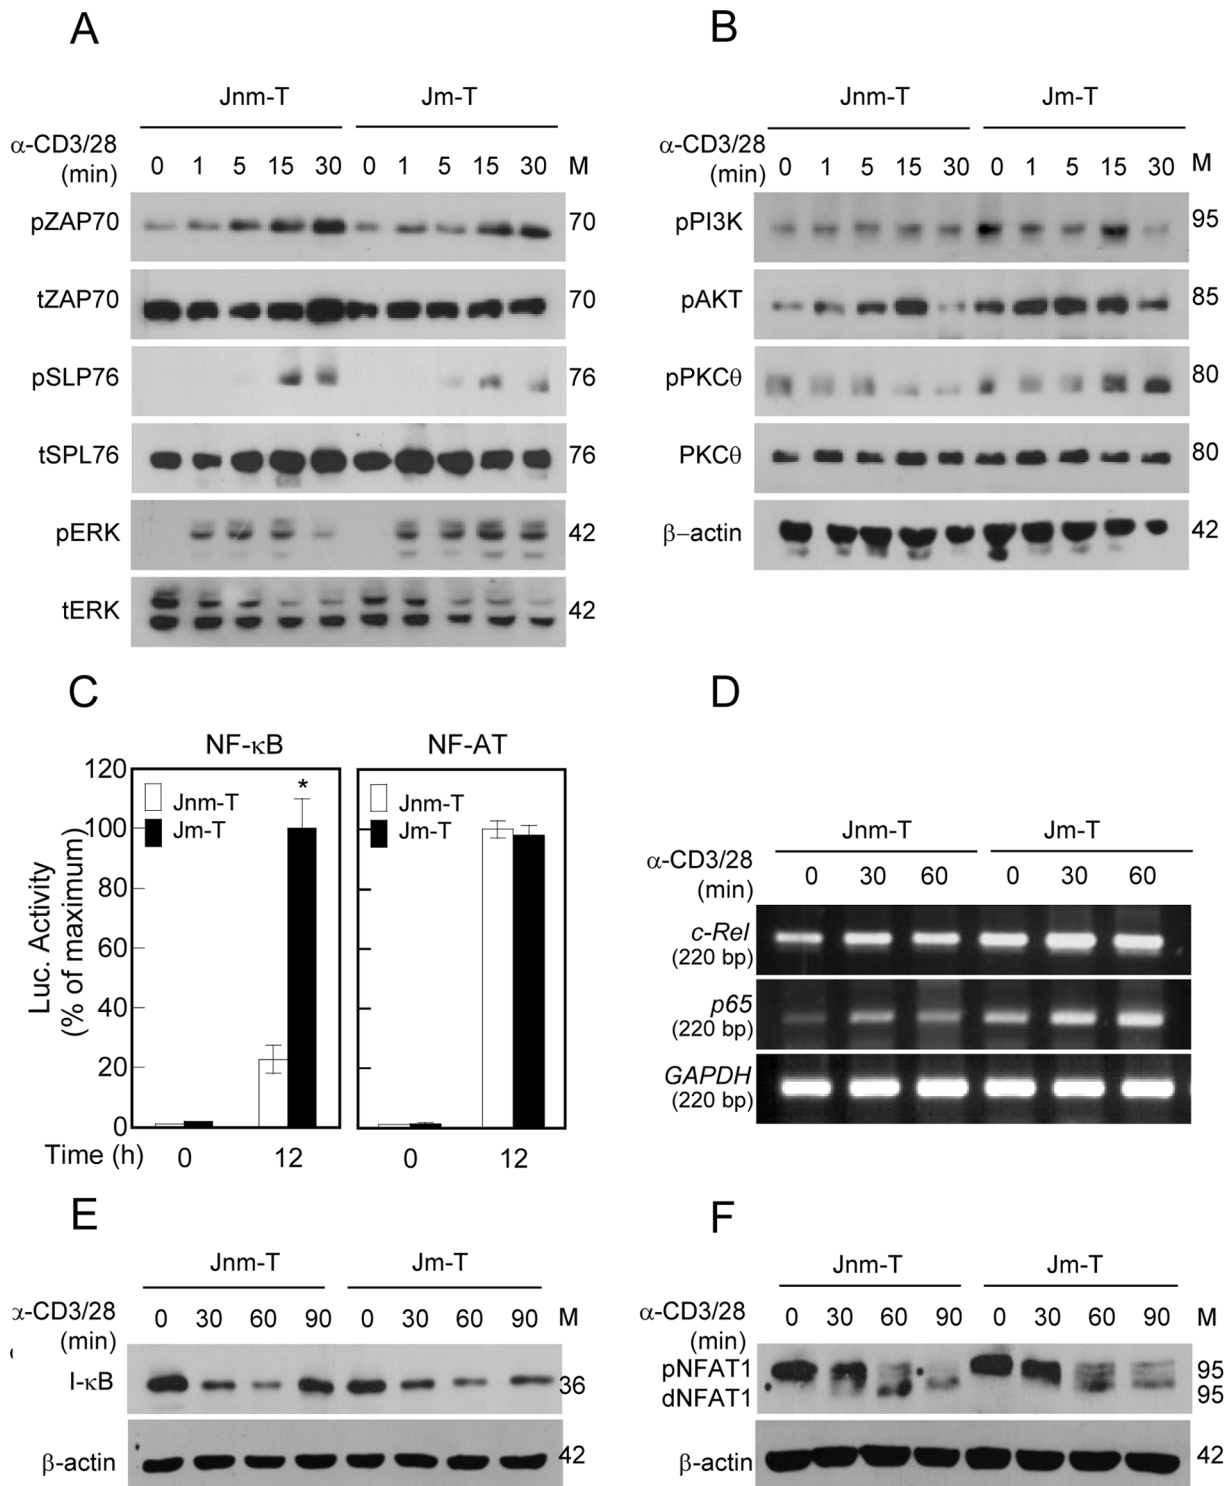 A
Jnm-T Jm-T
α-CD3/28
(min) 0 1 5 15 30 0 1 5 15 30 M
pZAP70 70
tZAP70 70
pSLP76 76
tSPL76 76
pERK 42
tERK 42
B
Jnm-T Jm-T
α-CD3/28
(min) 0 1 5 15 30 0 1 5 15 30 M
pPI3K 95
pAKT 85
pPKCθ 80
PKCθ 80
β-actin 42
C
NF-κB NF-AT
Luc. Activity
(% of maximum)
120
100
80
60
40
20
0
*
Jnm-T
Jm-T
Jnm-T
Jm-T
Time (h) 0 12 0 12
D
Jnm-T Jm-T
α-CD3/28
(min) 0 30 60 0 30 60
c-Rel
(220 bp)
p65
(220 bp)
GAPDH
(220 bp)
E
Jnm-T Jm-T
α-CD3/28
(min) 0 30 60 90 0 30 60 90 M
I-κB 36
β-actin 42
F
Jnm-T Jm-T
α-CD3/28
(min) 0 30 60 90 0 30 60 90 M
pNFAT1 95
dNFAT1 95
β-actin 42